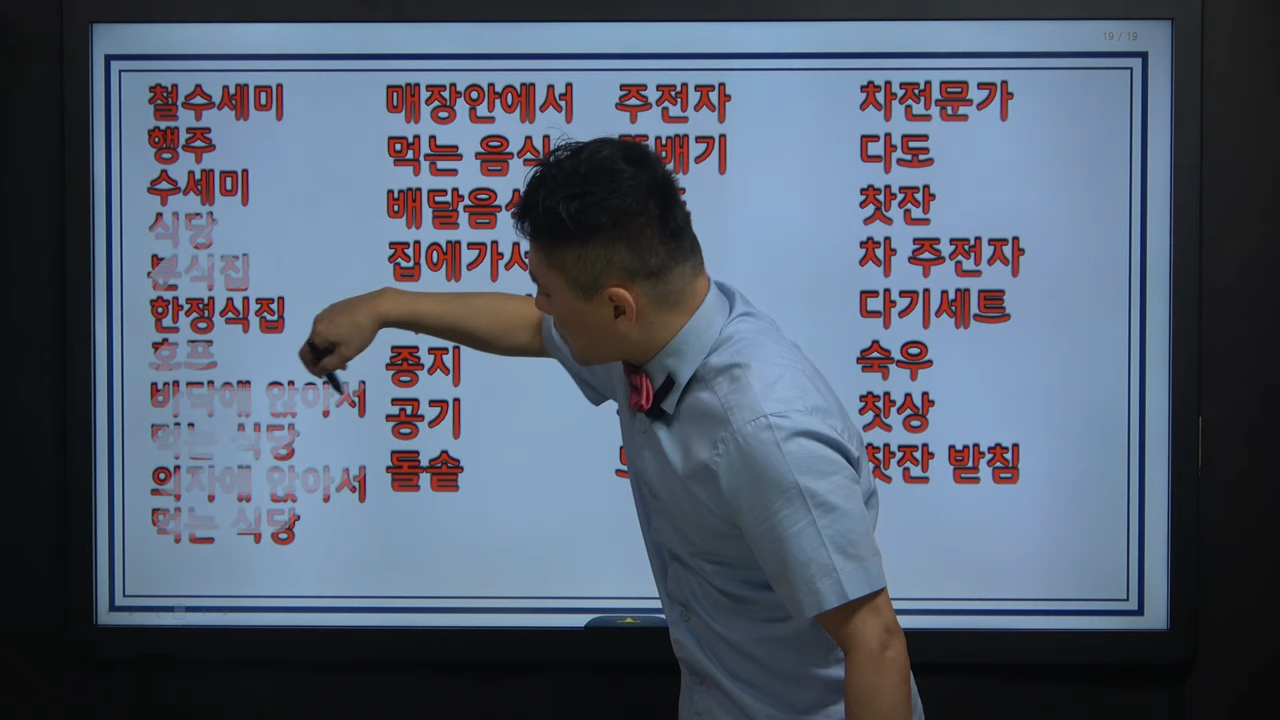 19 / 19
철수세미
행주
수세미
식당
분식집
한정식집
호프
바닥에 앉아서
먹는 식당
의자에 앉아서
먹는 식당
매장안에서
먹는
배달음
집에가서
종지
공기
돌솥
주전자
차전문가
다도
찻잔
차 주전자
다기세트
숙우
찻상
찻잔 받침